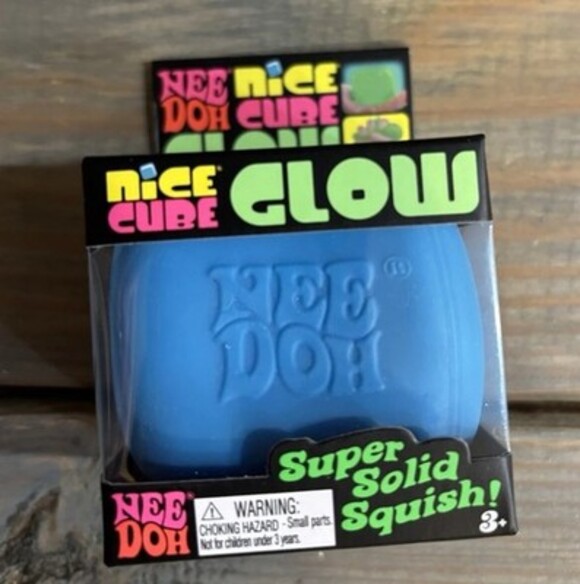 NEE NICE
DOH CUBE
GLOW
NICE
CUBE GLOW
NEE
DOH
Super
Solid
Squish!
NEE
DOH
WARNING:
CHOKING HAZARD - Small parts.
Not for children under 3 years.
3+